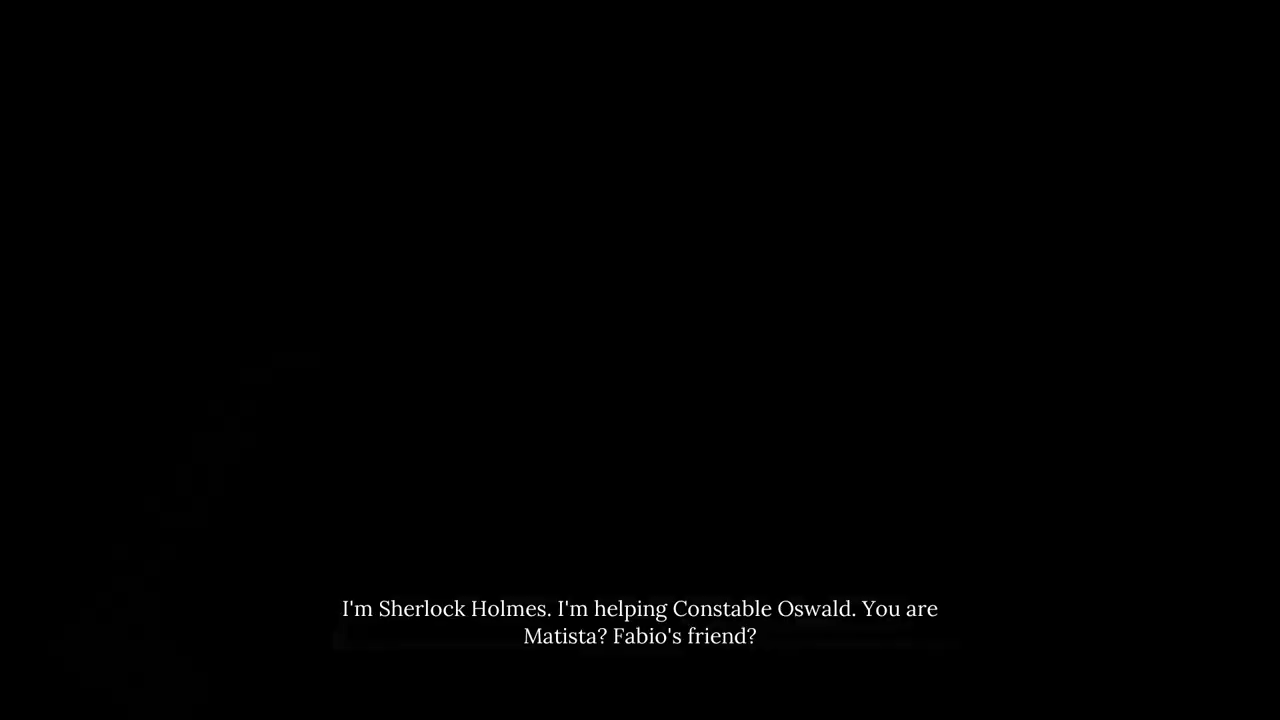 I'm Sherlock Holmes. I'm helping Constable Oswald. You are
Matista? Fabio's friend?